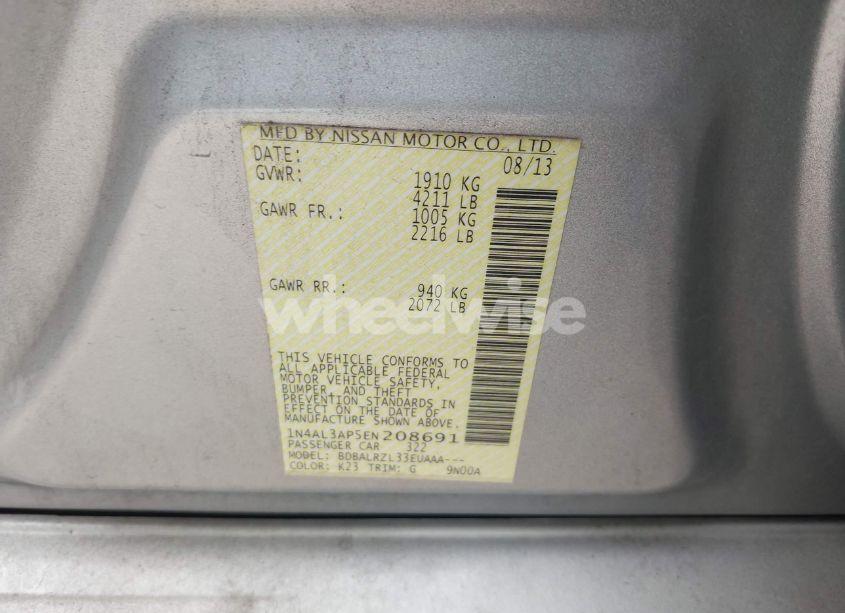 MFD BY NISSAN MOTOR CO., LTD.
DATE: 08/13
GVWR: 1910 KG
4211 LB
GAWR FR.: 1005 KG
2216 LB
GAWR RR.: 940 KG
2072 LB
wheelwise
THIS VEHICLE CONFORMS TO
ALL APPLICABLE FEDERAL
MOTOR VEHICLE SAFETY,
BUMPER, AND THEFT
PREVENTION STANDARDS IN
EFFECT ON THE DATE OF
MANUFACTURE SHOWN ABOVE.
1N4AL3AP5EN208691
PASSENGER CAR 322
MODEL: BDBALRZL33EUAAA---
COLOR: K23 TRIM: G 9N00A